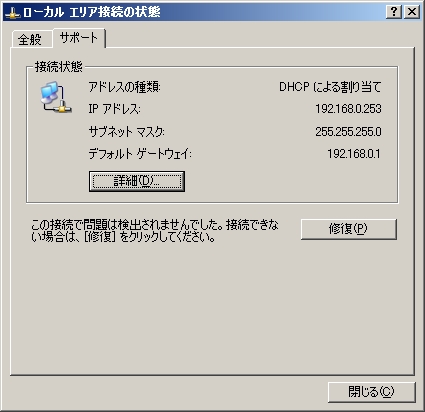 ローカル エリア接続の状態
全般
サポート
接続状態
アドレスの種類: DHCP による割り当て
IP アドレス: 192.168.0.253
サブネット マスク: 255.255.255.0
デフォルト ゲートウェイ: 192.168.0.1
詳細(D)...
この接続で問題は検出されませんでした。接続できな
い場合は、[修復] をクリックしてください。
修復(P)
閉じる(C)